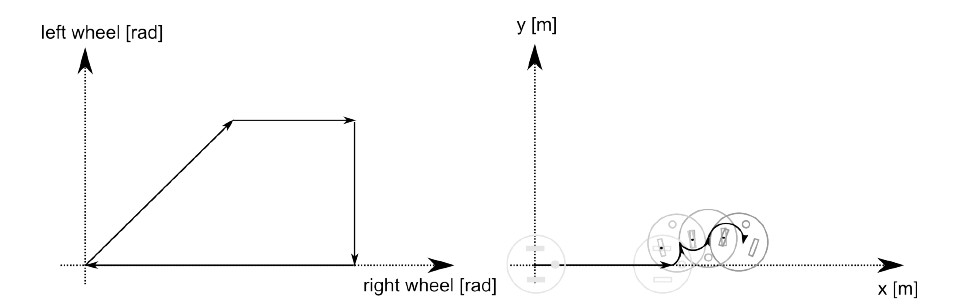 left wheel [rad]
right wheel [rad]
y [m]
x [m]